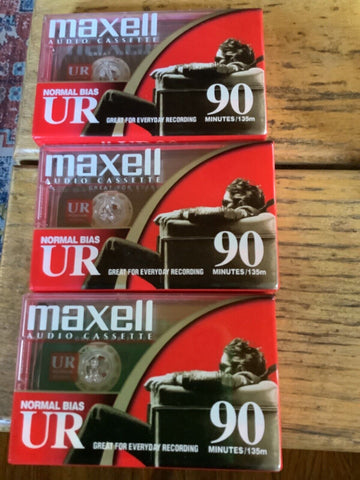 maxell
AUDIO CASSETTE
UR
NORMAL BIAS
UR
GREAT FOR EVERYDAY RECORDING
90
MINUTES/135m
maxell
AUDIO CASSETTE
UR
NORMAL BIAS
UR
GREAT FOR EVERYDAY RECORDING
90
MINUTES/135m
maxell
AUDIO CASSETTE
UR
NORMAL BIAS
UR
GREAT FOR EVERYDAY RECORDING
90
MINUTES/135m